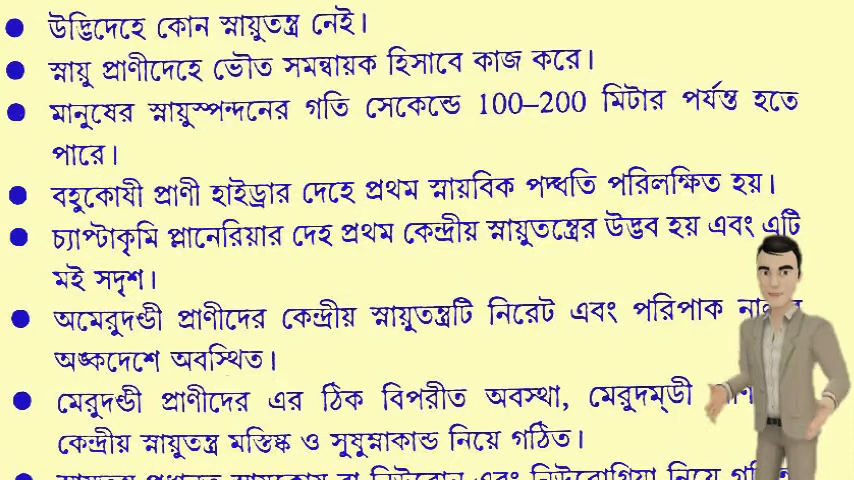 উদ্ভিদেহে কোন স্নায়ুতন্ত্র নেই।
স্নায়ু প্রাণীদেহে ভৌত সমন্বায়ক হিসাবে কাজ করে।
মানুষের স্নায়ুস্পন্দনের গতি সেকেন্ডে 100–200 মিটার পর্যন্ত হতে
পারে।
বহুকোষী প্রাণী হাইড্রার দেহে প্রথম স্নায়বিক পদ্ধতি পরিলক্ষিত হয়।
চ্যাপ্টাকৃমি প্লানেরিয়ার দেহ প্রথম কেন্দ্রীয় স্নায়ুতন্ত্রের উদ্ভব হয় এবং এটি
মই সদৃশ।
অমেরুদণ্ডী প্রাণীদের কেন্দ্রীয় স্নায়ুতন্ত্রটি নিরেট এবং পরিপাক
অঙ্কদেশে অবস্থিত।
মেরুদণ্ডী প্রাণীদের এর ঠিক বিপরীত অবস্থা, মেরুদম্ডী
কেন্দ্রীয় স্নায়ুতন্ত্র মস্তিষ্ক ও সুষুম্নাকান্ড নিয়ে গঠিত।